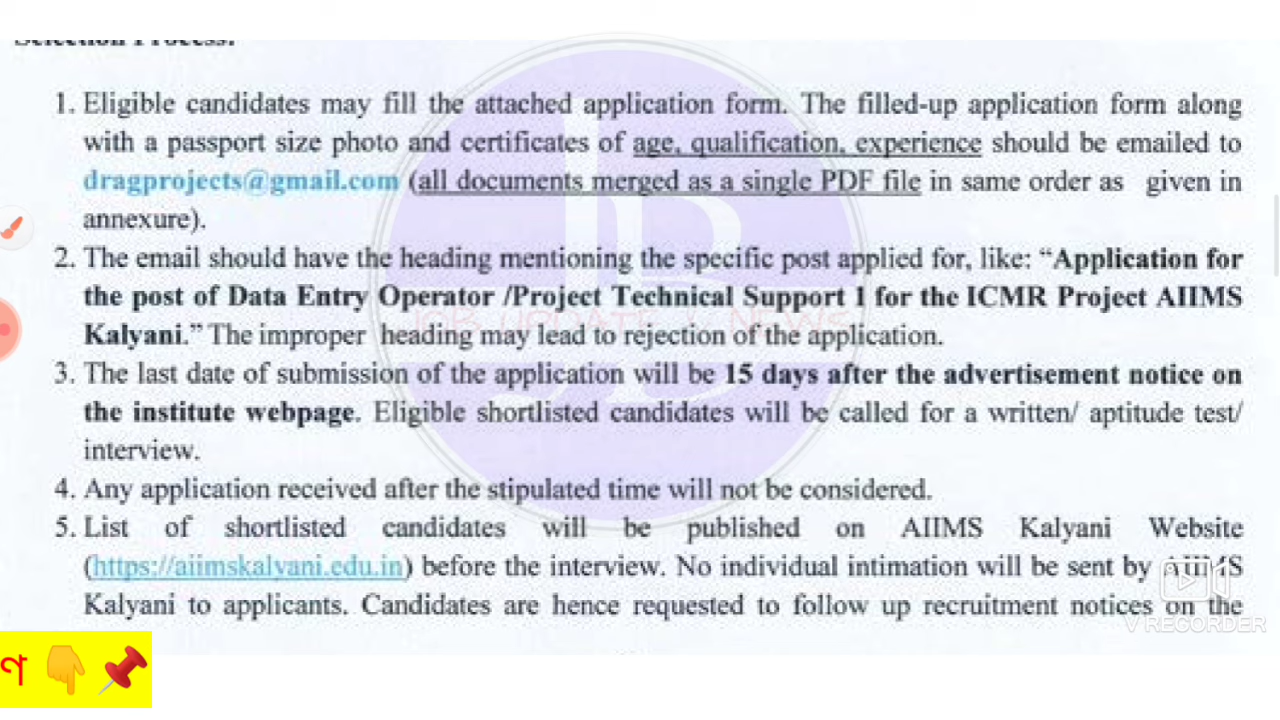 Selection Process:
1. Eligible candidates may fill the attached application form. The filled-up application form along
with a passport size photo and certificates of age, qualification, experience should be emailed to
dragprojects@gmail.com (all documents merged as a single PDF file in same order as given in
annexure).
2. The email should have the heading mentioning the specific post applied for, like: “Application for
the post of Data Entry Operator /Project Technical Support 1 for the ICMR Project AIIMS
Kalyani.” The improper heading may lead to rejection of the application.
JOB UPDATE & NEWS
3. The last date of submission of the application will be 15 days after the advertisement notice on
the institute webpage. Eligible shortlisted candidates will be called for a written/ aptitude test/
interview.
4. Any application received after the stipulated time will not be considered.
5. List of shortlisted candidates will be published on AIIMS Kalyani Website
(https://aiimskalyani.edu.in) before the interview. No individual intimation will be sent by AIIMS
Kalyani to applicants. Candidates are hence requested to follow up recruitment notices on the
V RECORDER
ণ